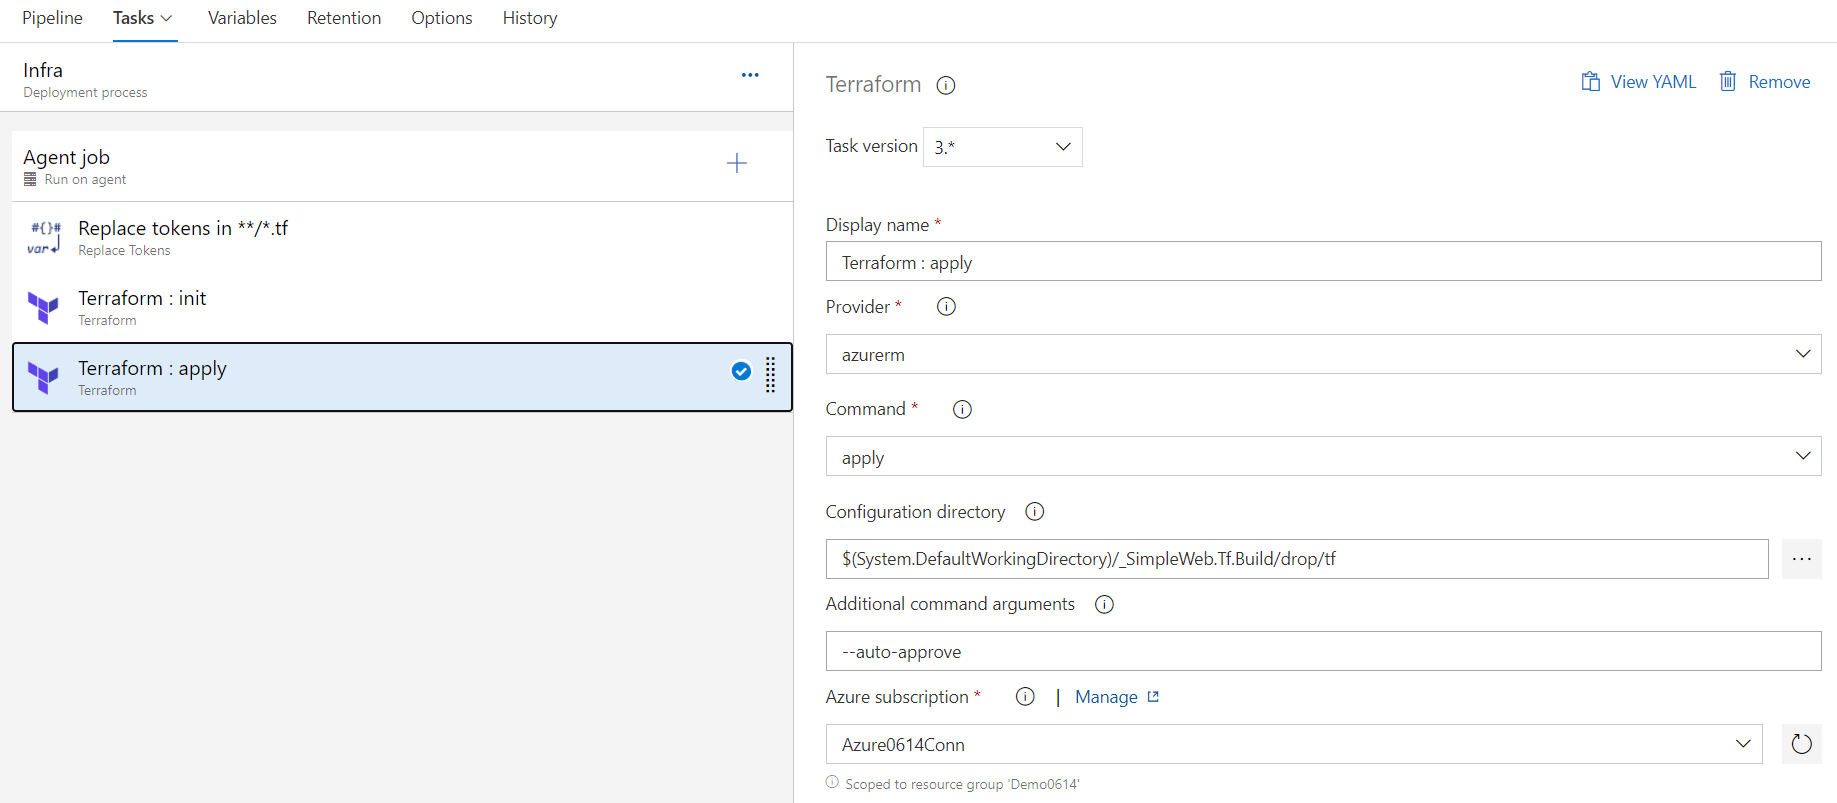 Pipeline Tasks Variables Retention Options History
Infra
Deployment process
Agent job
Run on agent
#{}#
var
Replace tokens in **/*.tf
Replace Tokens
Terraform : init
Terraform
Terraform : apply
Terraform
Terraform
View YAML Remove
Task version 3.*
Display name *
Terraform : apply
Provider *
azurerm
Command *
apply
Configuration directory
$(System.DefaultWorkingDirectory)/_SimpleWeb.Tf.Build/drop/tf
Additional command arguments
--auto-approve
Azure subscription * | Manage
Azure0614Conn
Scoped to resource group 'Demo0614'